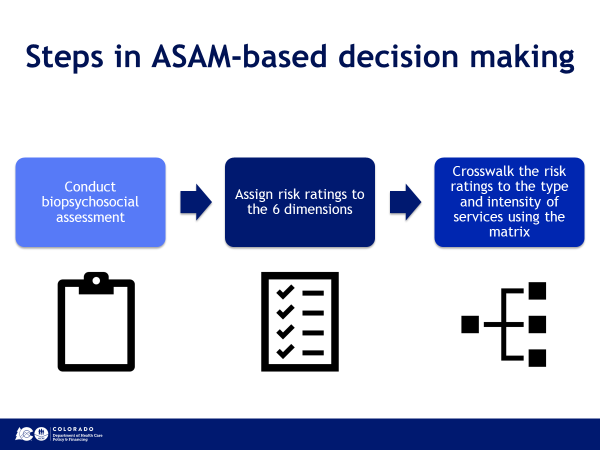 Steps in ASAM-based decision making
Conduct
biopsychosocial
assessment
Assign risk ratings to
the 6 dimensions
Crosswalk the risk
ratings to the type
and intensity of
services using the
matrix
COLORADO
Department of Health Care
Policy & Financing